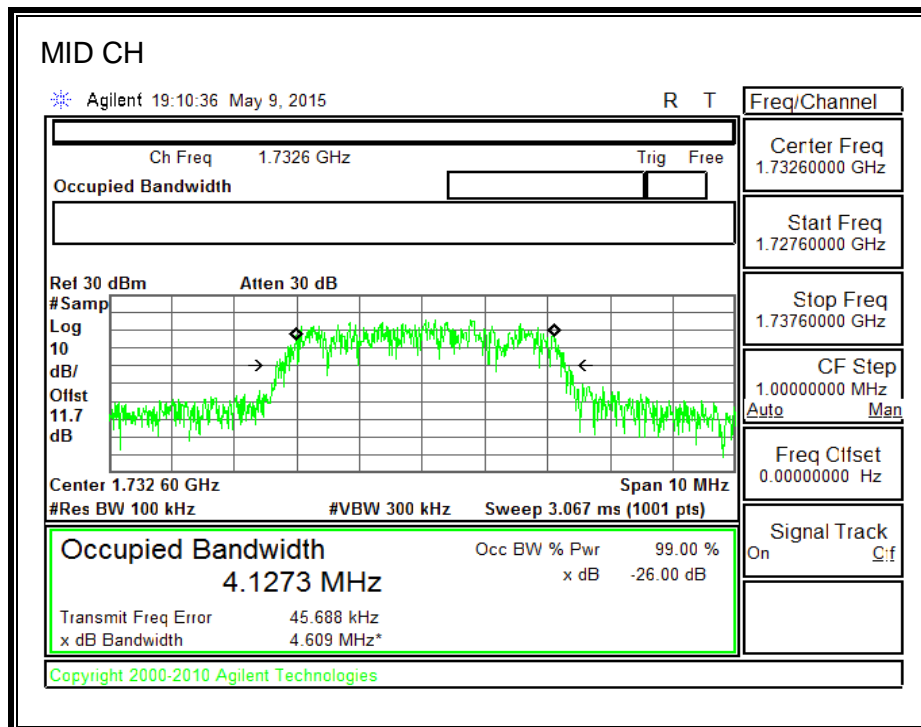 MID CH
Agilent 19:10:36 May 9, 2015 R T
Freq/Channel
Ch Freq 1.7326 GHz Trig Free
Occupied Bandwidth
Center Freq
1.73260000 GHz
Start Freq
1.72760000 GHz
Stop Freq
1.73760000 GHz
CF Step
1.00000000 MHz
Auto Man
Freq Offset
0.00000000 Hz
Signal Track
On Off
Ref 30 dBm Atten 30 dB
#Samp
Log
10
dB/
Offst
11.7
dB
Center 1.732 60 GHz Span 10 MHz
#Res BW 100 kHz #VBW 300 kHz Sweep 3.067 ms (1001 pts)
Occupied Bandwidth
4.1273 MHz
Occ BW % Pwr 99.00 %
x dB -26.00 dB
Transmit Freq Error 45.688 kHz
x dB Bandwidth 4.609 MHz*
Copyright 2000-2010 Agilent Technologies